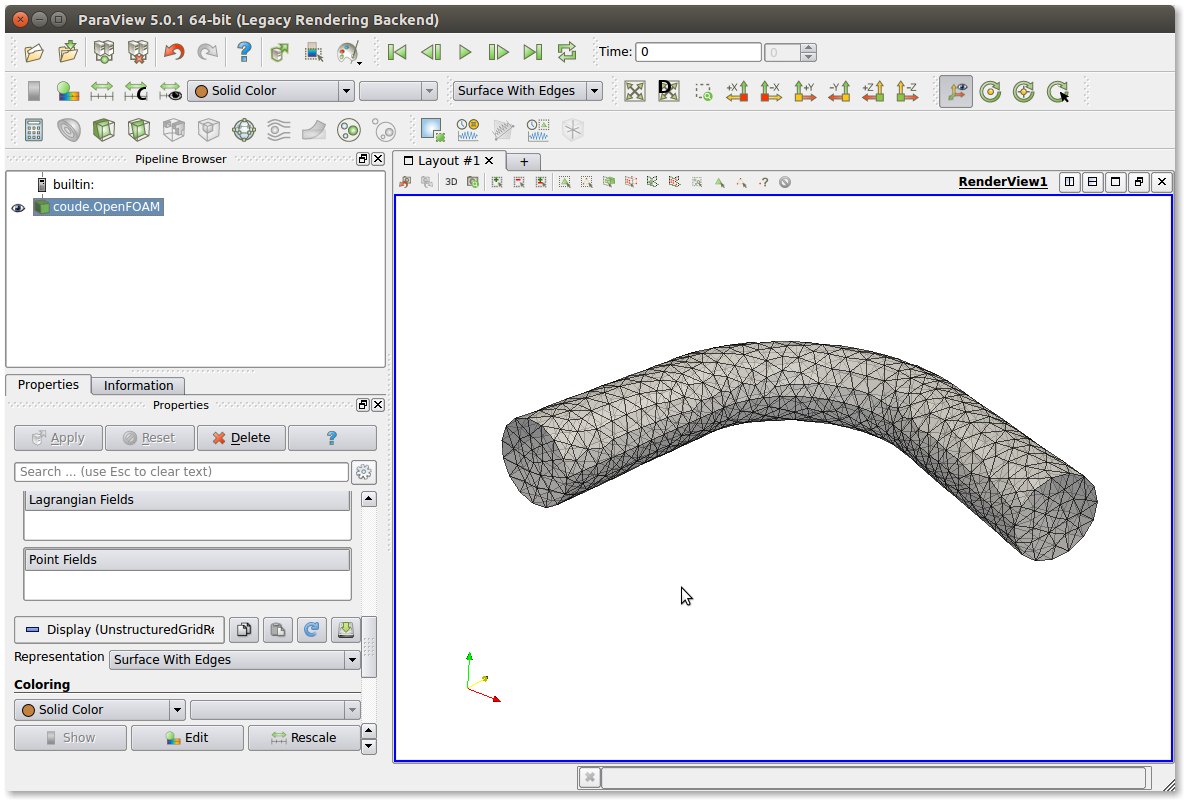 ParaView 5.0.1 64-bit (Legacy Rendering Backend)
?
Time: 0
0
C
Solid Color
Surface With Edges
D
+X
-X
+Y
-Y
+Z
-Z
Pipeline Browser
builtin:
coude.OpenFOAM
Properties
Information
Properties
Apply
Reset
Delete
?
Search ... (use Esc to clear text)
Lagrangian Fields
Point Fields
Display (UnstructuredGridRe
Representation
Surface With Edges
Coloring
Solid Color
Show
Edit
Rescale
Layout #1
+
3D
?
RenderView1